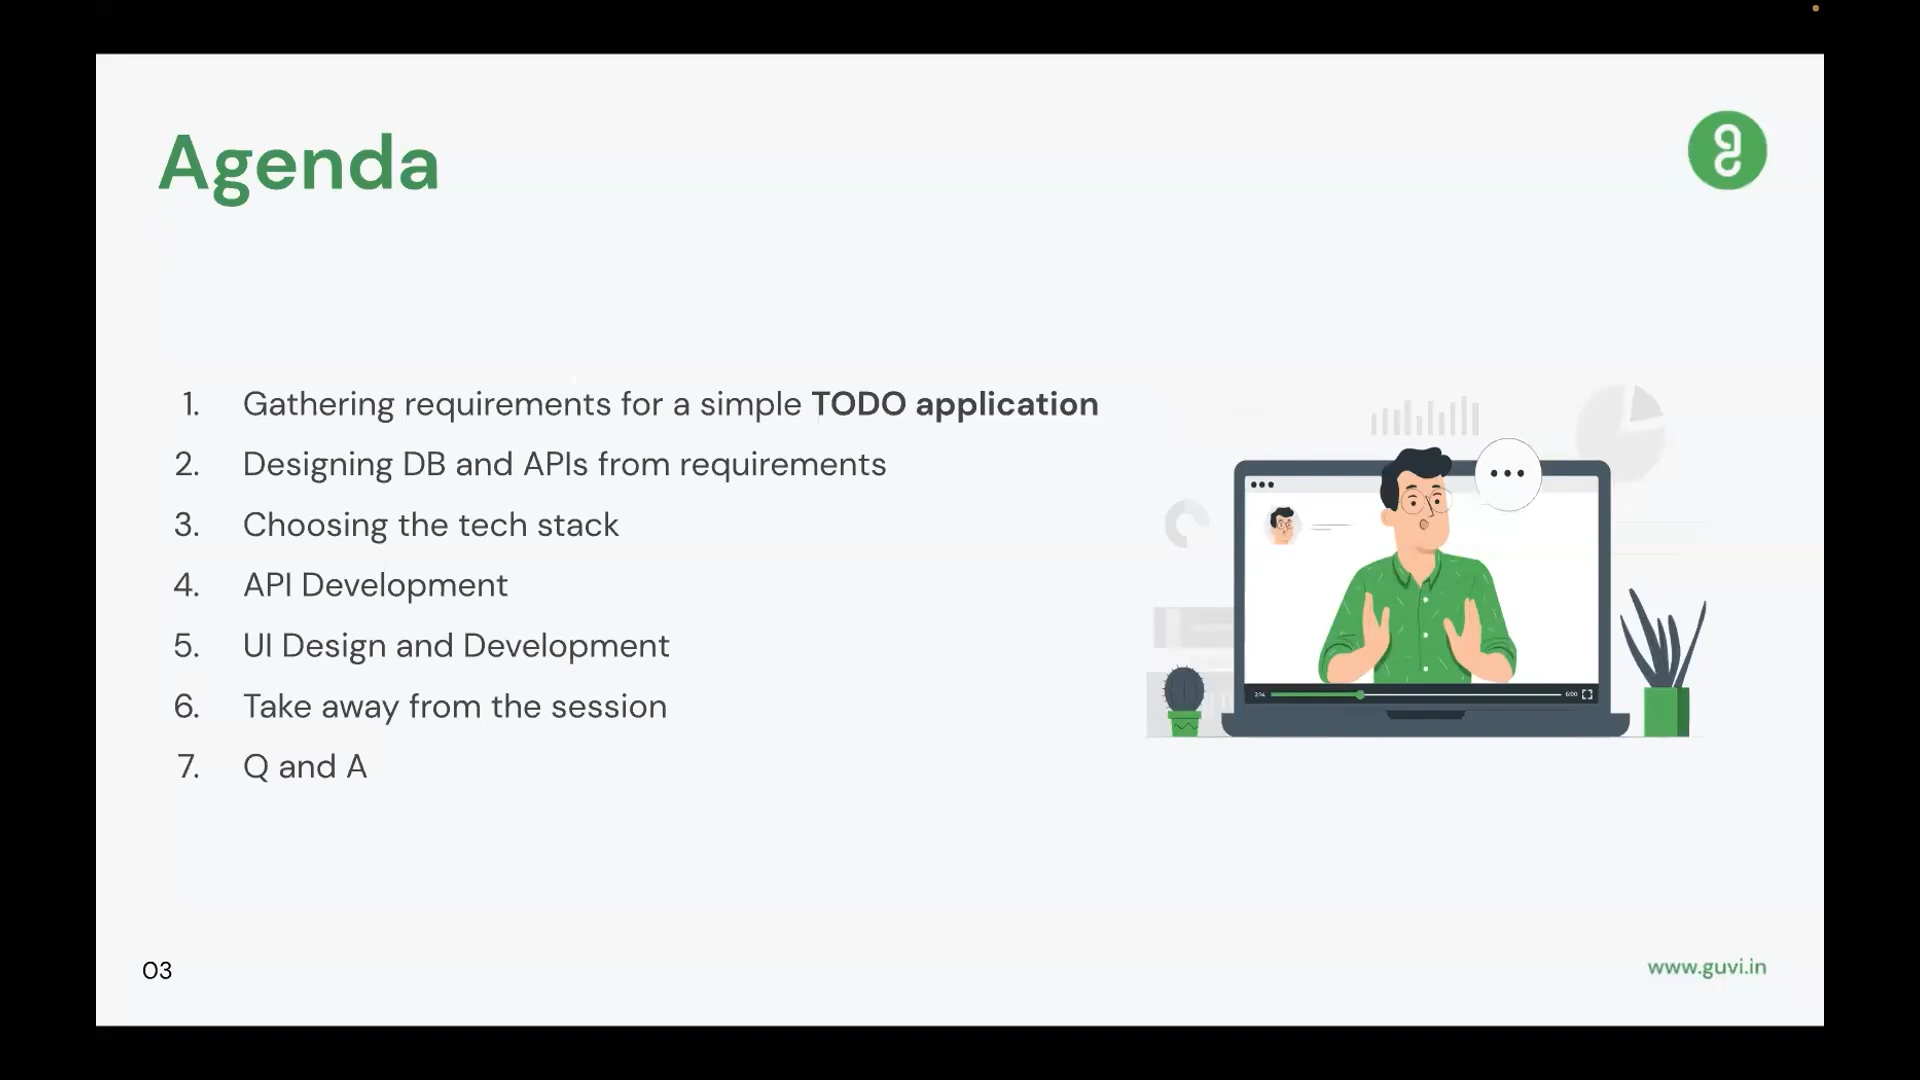 Agenda
1. Gathering requirements for a simple TODO application
2. Designing DB and APIs from requirements
3. Choosing the tech stack
4. API Development
5. UI Design and Development
6. Take away from the session
7. Q and A
03
www.guvi.in